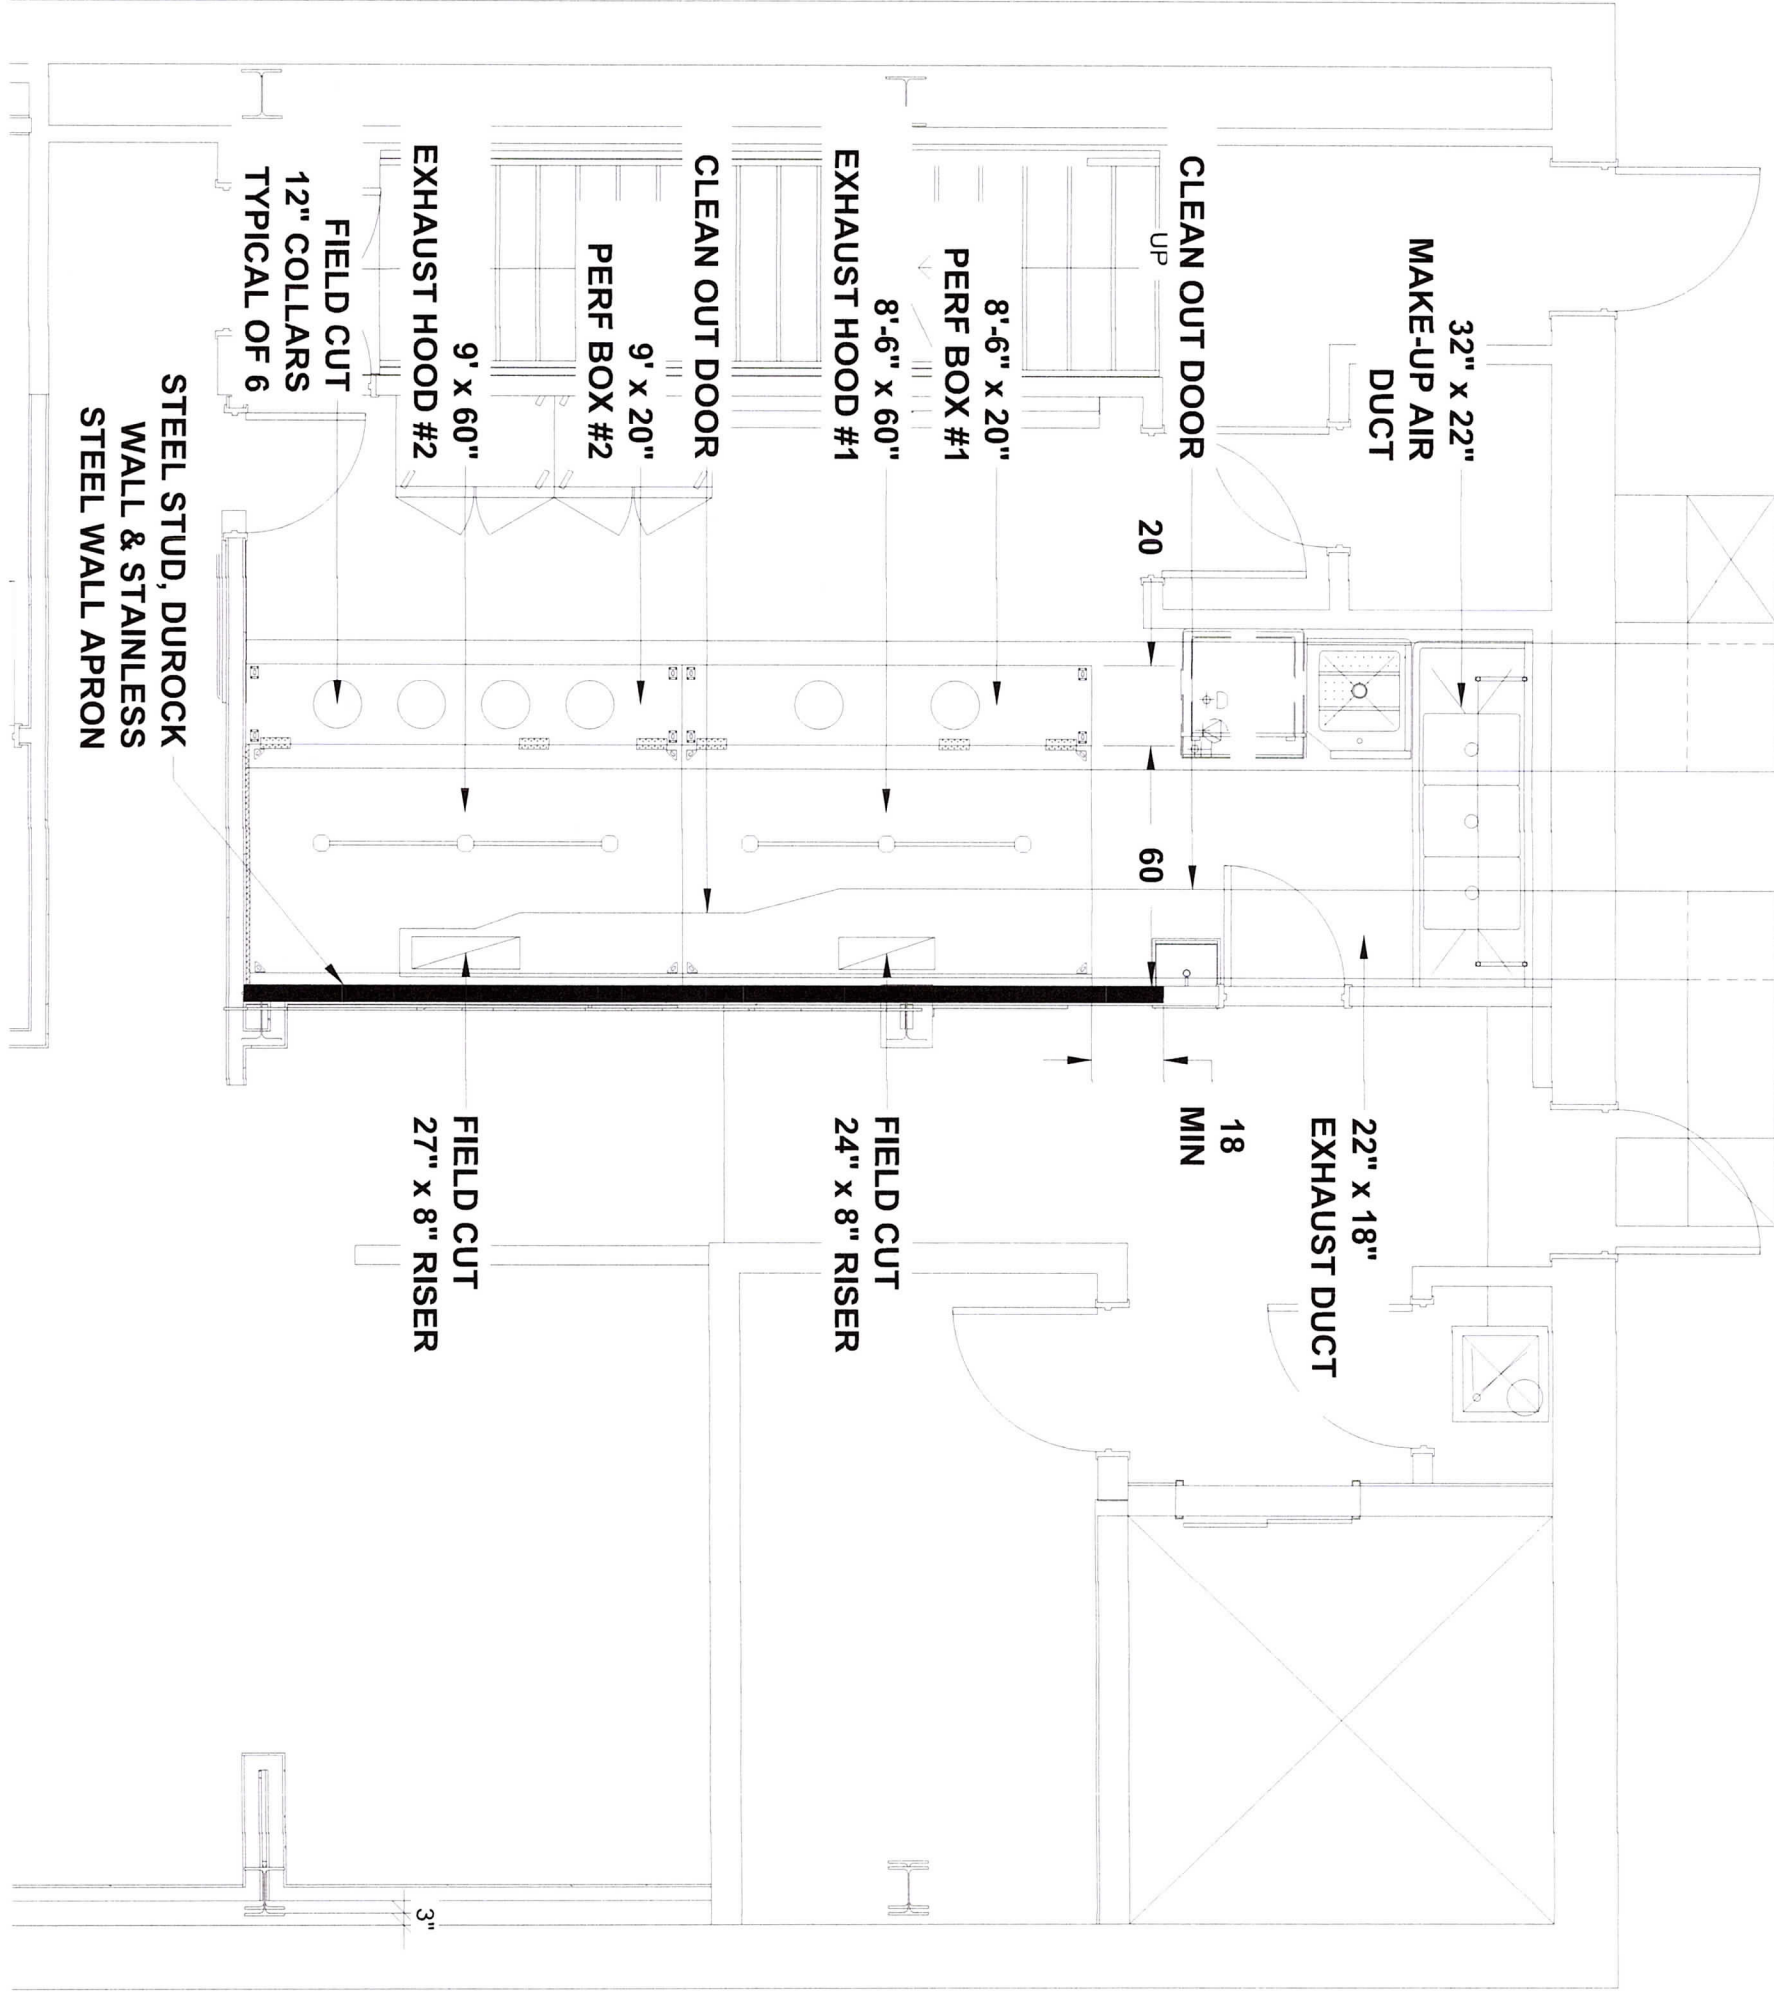 32" x 22"
MAKE-UP AIR
DUCT
CLEAN OUT DOOR
UP
8'-6" x 20"
PERF BOX #1
8'-6" x 60"
EXHAUST HOOD #1
CLEAN OUT DOOR
9' x 20"
PERF BOX #2
9' x 60"
EXHAUST HOOD #2
FIELD CUT
12" COLLARS
TYPICAL OF 6
STEEL STUD, DUROCK
WALL & STAINLESS
STEEL WALL APRON
20
60
18
MIN
22" x 18"
EXHAUST DUCT
FIELD CUT
24" x 8" RISER
FIELD CUT
27" x 8" RISER
3"